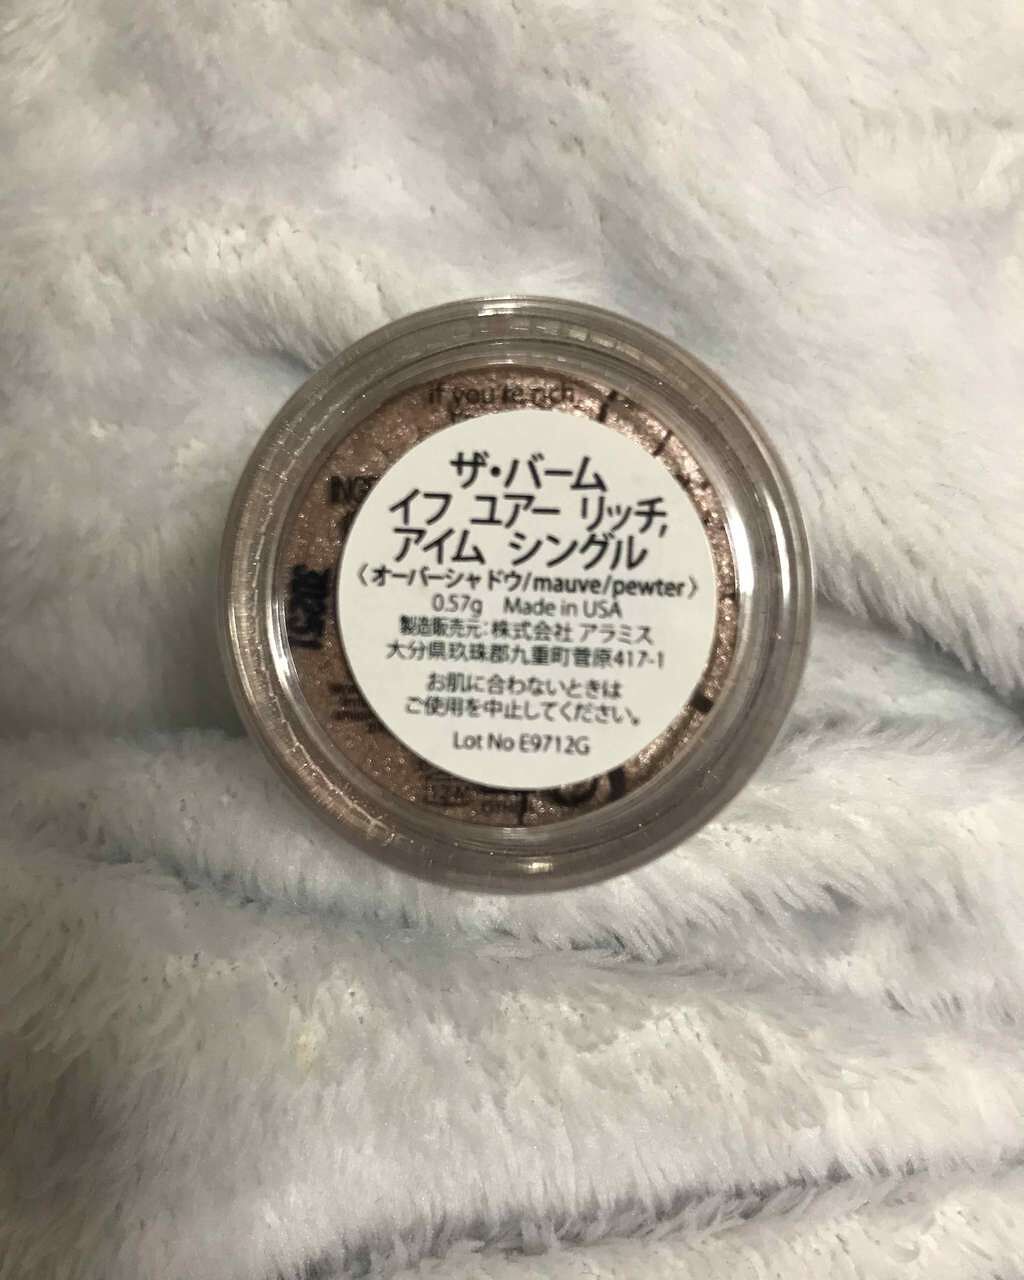 if you're rich,
ザ・バーム
イフ ユアー リッチ,
アイム シングル
〈オーバーシャドウ/mauve/pewter〉
0.57g Made in USA
製造販売元：株式会社 アラミス
大分県玖珠郡九重町菅原417-1
お肌に合わないときは
ご使用を中止してください。
Lot No E9712G